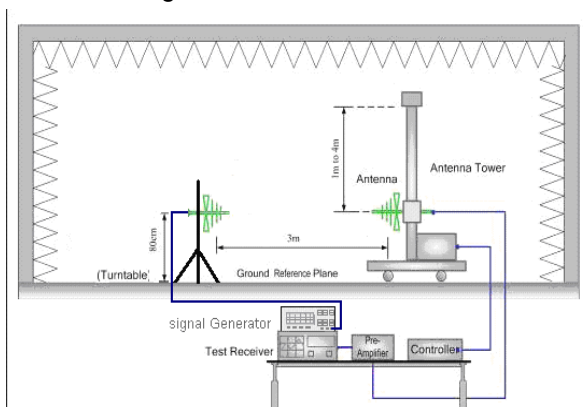 1m to 4m
Antenna Tower
Antenna
3m
80cm
(Turntable)
Ground Reference Plane
signal Generator
Test Receiver
Pre-
Amplifier
Controller